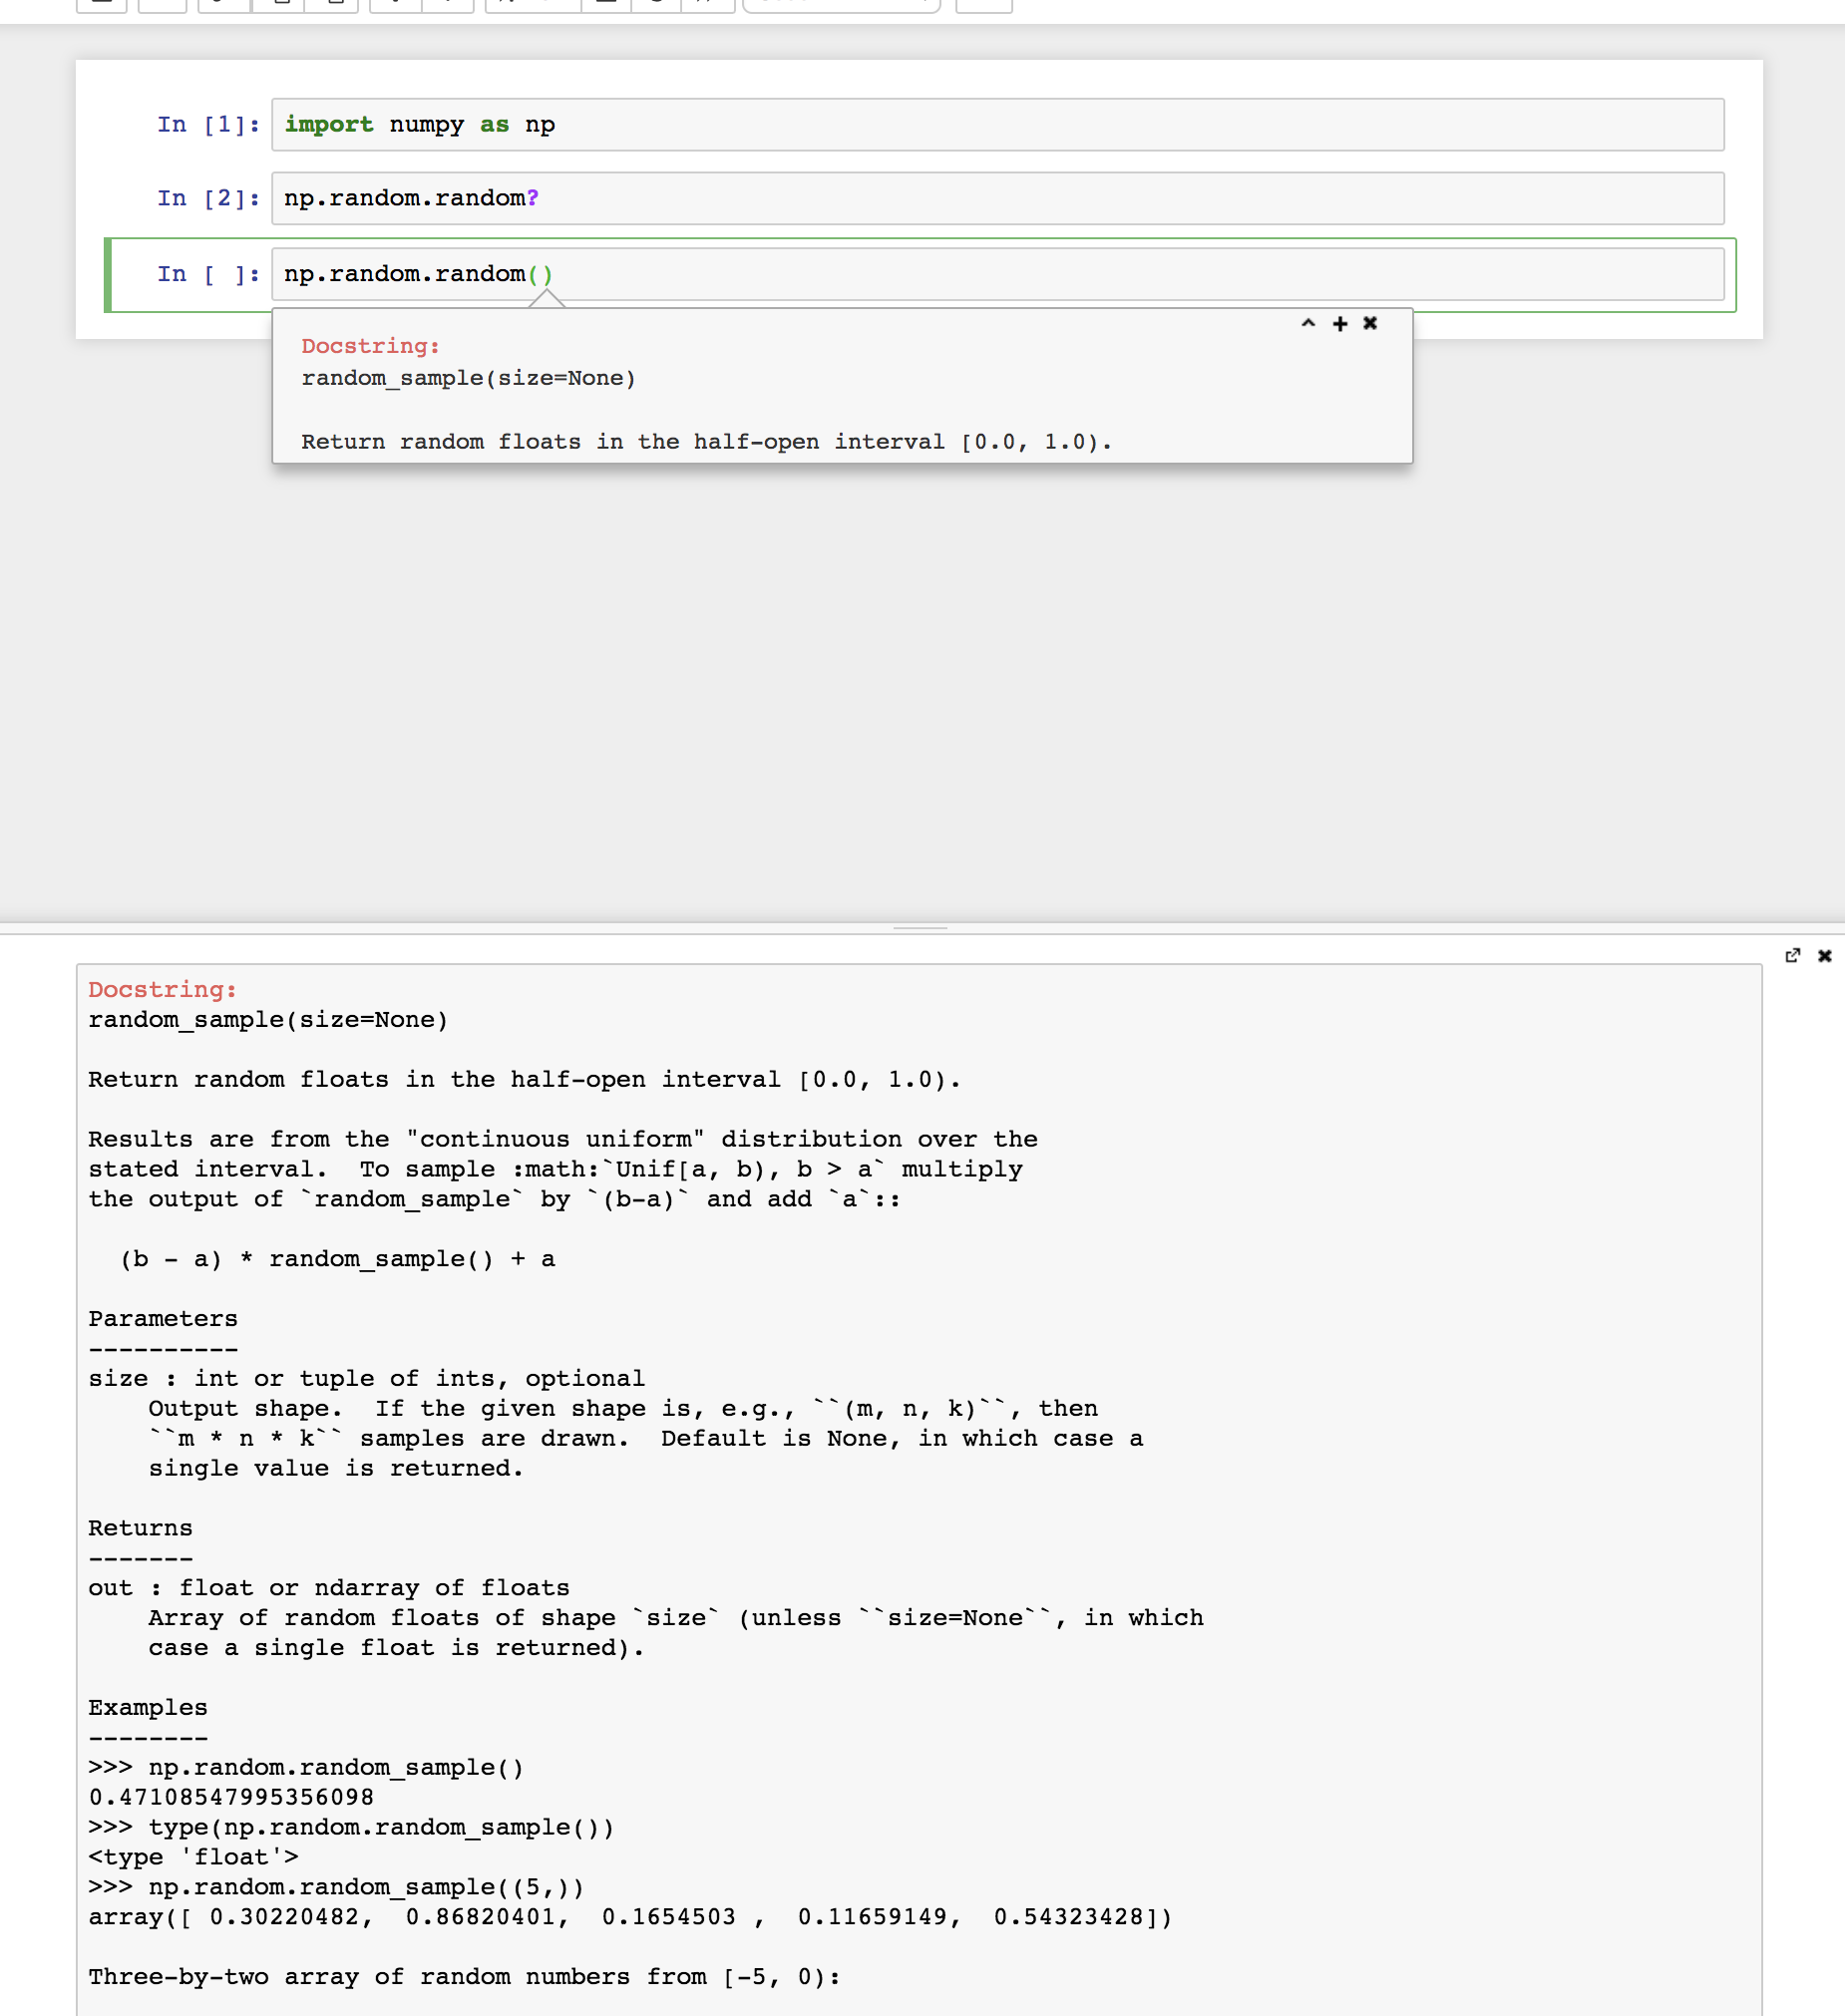 In [1]: import numpy as np
In [2]: np.random.random?
In [ ]: np.random.random()
Docstring:
random_sample(size=None)
Return random floats in the half-open interval [0.0, 1.0).
Docstring:
random_sample(size=None)
Return random floats in the half-open interval [0.0, 1.0).
Results are from the "continuous uniform" distribution over the
stated interval.  To sample :math:`Unif[a, b), b > a` multiply
the output of `random_sample` by `(b-a)` and add `a`::
  (b - a) * random_sample() + a
Parameters
----------
size : int or tuple of ints, optional
    Output shape.  If the given shape is, e.g., ``(m, n, k)``, then
    ``m * n * k`` samples are drawn.  Default is None, in which case a
    single value is returned.
Returns
-------
out : float or ndarray of floats
    Array of random floats of shape `size` (unless ``size=None``, in which
    case a single float is returned).
Examples
--------
>>> np.random.random_sample()
0.47108547995356098
>>> type(np.random.random_sample())
<type 'float'>
>>> np.random.random_sample((5,))
array([ 0.30220482,  0.86820401,  0.1654503 ,  0.11659149,  0.54323428])
Three-by-two array of random numbers from [-5, 0):